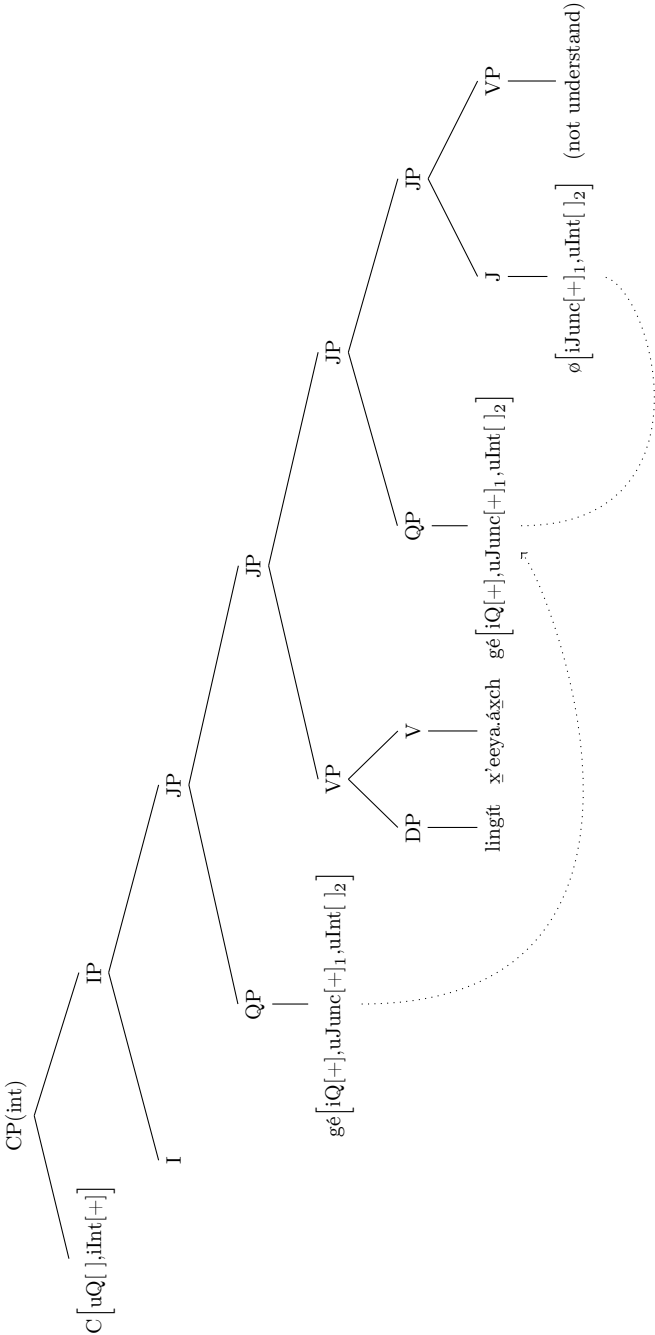 CP(int)
C[uQ[ ],iInt[+]]
IP
I
JP
QP
gé[iQ[+],uJunc[+]₁,uInt[ ]₂]
JP
VP
DP
lingít
V
x̱'eeya.áx̱ch
JP
QP
gé[iQ[+],uJunc[+]₁,uInt[ ]₂]
JP
J
ø[iJunc[+]₁,uInt[ ]₂]
VP
(not understand)